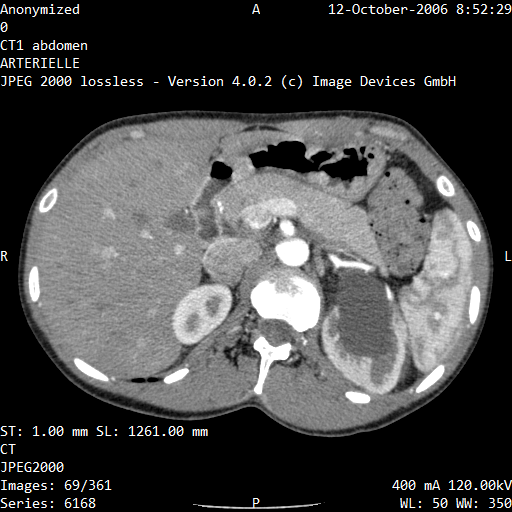 Anonymized A 12-October-2006 8:52:29
0
CT1 abdomen
ARTERIELLE
JPEG 2000 lossless - Version 4.0.2 (c) Image Devices GmbH
R L
ST: 1.00 mm SL: 1261.00 mm
CT
JPEG2000
Images: 69/361 400 mA 120.00kV
Series: 6168 P WL: 50 WW: 350